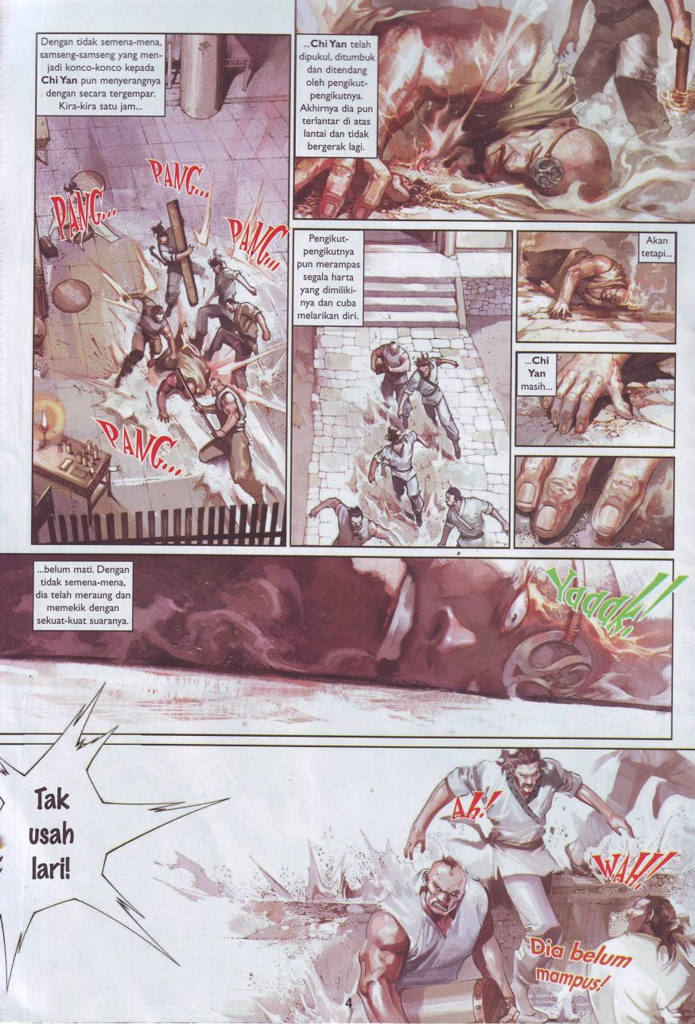 Dengan tidak semena-mena,
samseng-samseng yang men-
jadi konco-konco kepada
Chi Yan pun menyerangnya
dengan secara tergempar.
Kira-kira satu jam...
PANG...
PANG...
PANG...
PANG...
...Chi Yan telah
dipukul, ditumbuk
dan ditendang
oleh pengikut-
pengikutnya.
Akhirnya dia pun
terlantar di atas
lantai dan tidak
bergerak lagi.
Pengikut-
pengikutnya
pun merampas
segala harta
yang dimiliki-
nya dan cuba
melarikan diri.
Akan
tetapi...
...Chi
Yan
masih...
...belum mati. Dengan
tidak semena-mena,
dia telah meraung dan
memekik dengan
sekuat-kuat suaranya.
Tak
usah
lari!
Ah!
WAH!
Dia belum
mampus!
4